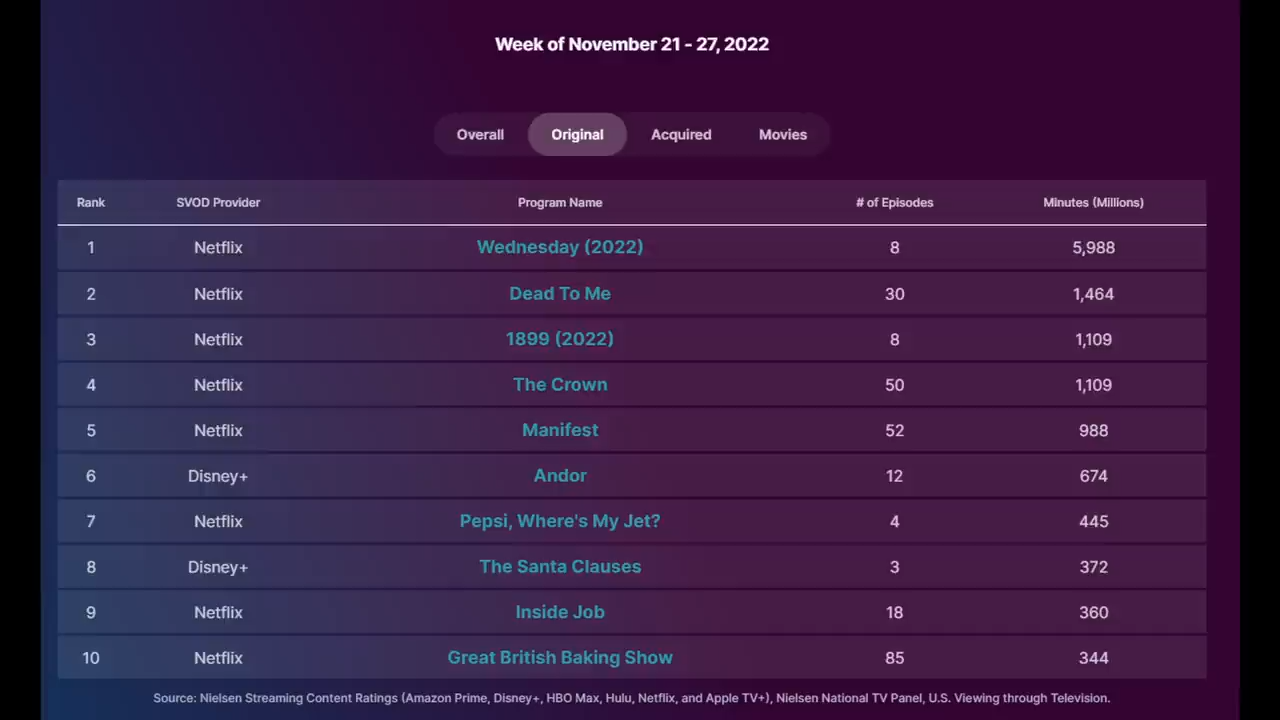 Week of November 21 - 27, 2022
Overall Original Acquired Movies
Rank SVOD Provider Program Name # of Episodes Minutes (Millions)
1 Netflix Wednesday (2022) 8 5,988
2 Netflix Dead To Me 30 1,464
3 Netflix 1899 (2022) 8 1,109
4 Netflix The Crown 50 1,109
5 Netflix Manifest 52 988
6 Disney+ Andor 12 674
7 Netflix Pepsi, Where's My Jet? 4 445
8 Disney+ The Santa Clauses 3 372
9 Netflix Inside Job 18 360
10 Netflix Great British Baking Show 85 344
Source: Nielsen Streaming Content Ratings (Amazon Prime, Disney+, HBO Max, Hulu, Netflix, and Apple TV+), Nielsen National TV Panel, U.S. Viewing through Television.